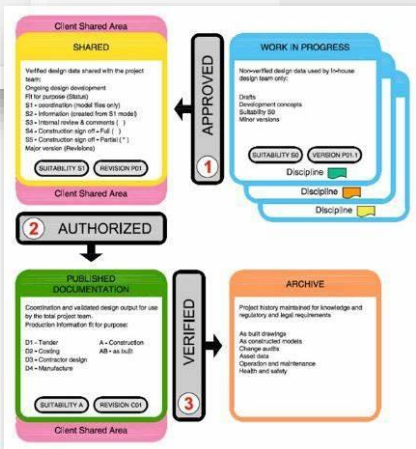 Client Shared Area
SHARED
Verified design data shared with the project
team:
Ongoing design development
Fit for purpose (Status)
S1 - coordination (model files only)
S2 - Information (created from S1 model)
S3 - Internal review & comments ( )
S4 - Construction sign off - Full ( )
S5 - Construction sign off - Partial ( * )
Major version (Revisions)
SUITABILITY S1
REVISION P01
Client Shared Area
APPROVED
1
WORK IN PROGRESS
Non-verified design data used by in-house
design team only:
Drafts
Development concepts
Suitability S0
Minor versions
SUITABILITY S0
VERSION P01.1
Discipline
Discipline
Discipline
2 AUTHORIZED
PUBLISHED
DOCUMENTATION
Coordination and validated design output for use
by the total project team.
Production information fit for purpose:
D1 - Tender
D2 - Costing
D3 - Contractor design
D4 - Manufacture
A - Construction
AB - as built
SUITABILITY A
REVISION C01
Client Shared Area
VERIFIED
3
ARCHIVE
Project history maintained for knowledge and
regulatory and legal requirements
As built drawings
As constructed models
Change audits
Asset data
Operation and maintenance
Health and safety